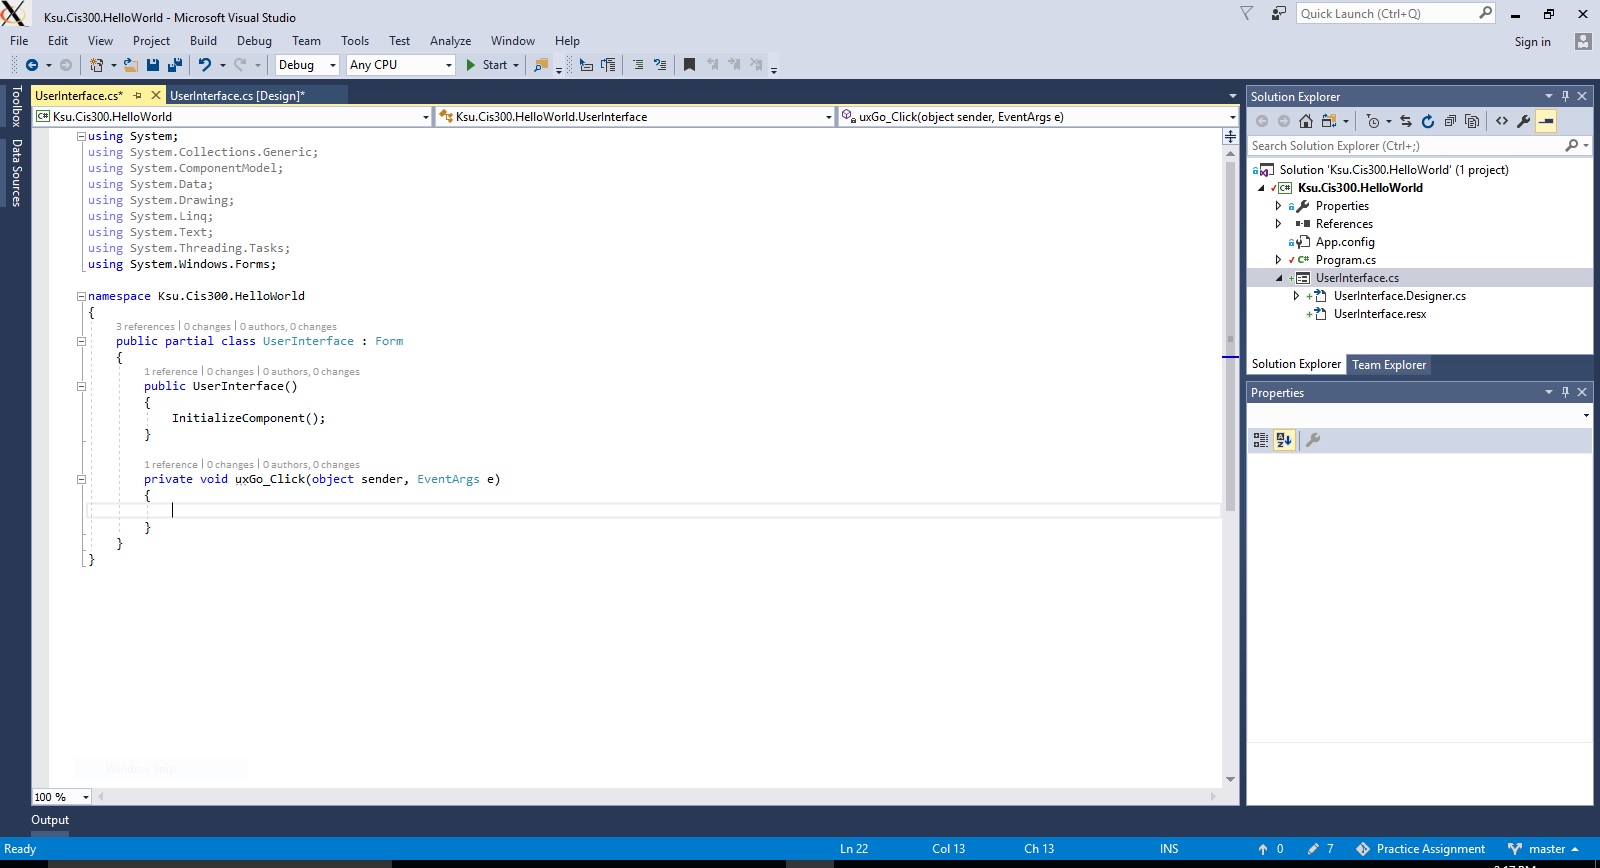 Ksu.Cis300.HelloWorld - Microsoft Visual Studio
Quick Launch (Ctrl+Q)
File Edit View Project Build Debug Team Tools Test Analyze Window Help
Sign in
Debug Any CPU Start
Toolbox
Data Sources
UserInterface.cs*
UserInterface.cs [Design]*
Ksu.Cis300.HelloWorld
Ksu.Cis300.HelloWorld.UserInterface
uxGo_Click(object sender, EventArgs e)
using System;
using System.Collections.Generic;
using System.ComponentModel;
using System.Data;
using System.Drawing;
using System.Linq;
using System.Text;
using System.Threading.Tasks;
using System.Windows.Forms;
namespace Ksu.Cis300.HelloWorld
{
3 references | 0 changes | 0 authors, 0 changes
public partial class UserInterface : Form
{
1 reference | 0 changes | 0 authors, 0 changes
public UserInterface()
{
InitializeComponent();
}
1 reference | 0 changes | 0 authors, 0 changes
private void uxGo_Click(object sender, EventArgs e)
{
}
}
}
Window Snip
100 %
Solution Explorer
Search Solution Explorer (Ctrl+;)
Solution 'Ksu.Cis300.HelloWorld' (1 project)
C# Ksu.Cis300.HelloWorld
Properties
References
App.config
C# Program.cs
UserInterface.cs
UserInterface.Designer.cs
UserInterface.resx
Solution Explorer Team Explorer
Properties
Output
Ready Ln 22 Col 13 Ch 13 INS 0 7 Practice Assignment master